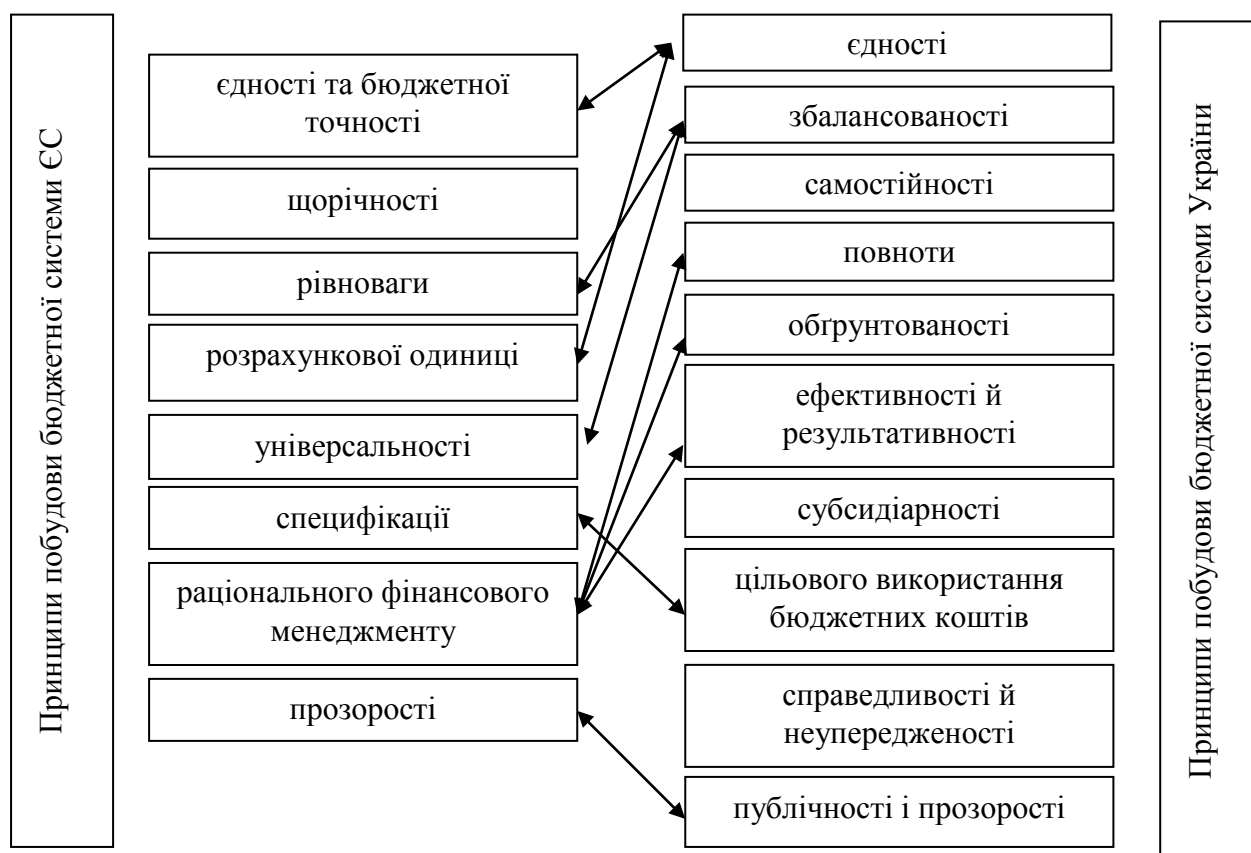 Принципи побудови бюджетної системи ЄС
єдності та бюджетної
точності
щорічності
рівноваги
розрахункової одиниці
універсальності
специфікації
раціонального фінансового
менеджменту
прозорості
єдності
збалансованості
самостійності
повноти
обґрунтованості
ефективності й
результативності
субсидіарності
цільового використання
бюджетних коштів
справедливості й
неупередженості
публічності і прозорості
Принципи побудови бюджетної системи України